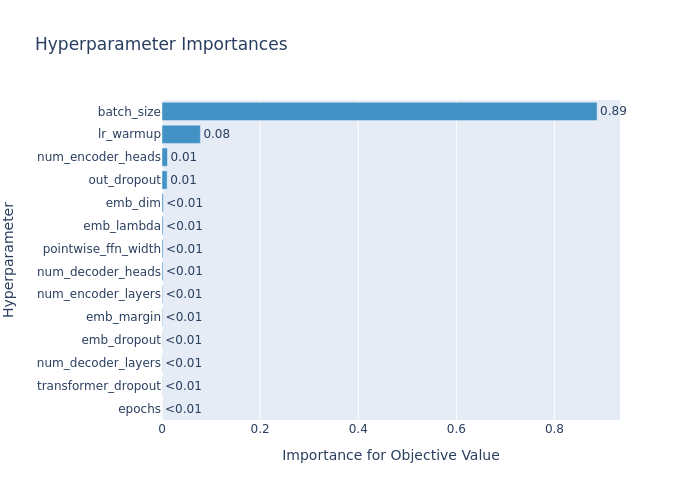 Hyperparameter Importances
Hyperparameter
batch_size 0.89
lr_warmup 0.08
num_encoder_heads 0.01
out_dropout 0.01
emb_dim <0.01
emb_lambda <0.01
pointwise_ffn_width <0.01
num_decoder_heads <0.01
num_encoder_layers <0.01
emb_margin <0.01
emb_dropout <0.01
num_decoder_layers <0.01
transformer_dropout <0.01
epochs <0.01
0 0.2 0.4 0.6 0.8
Importance for Objective Value